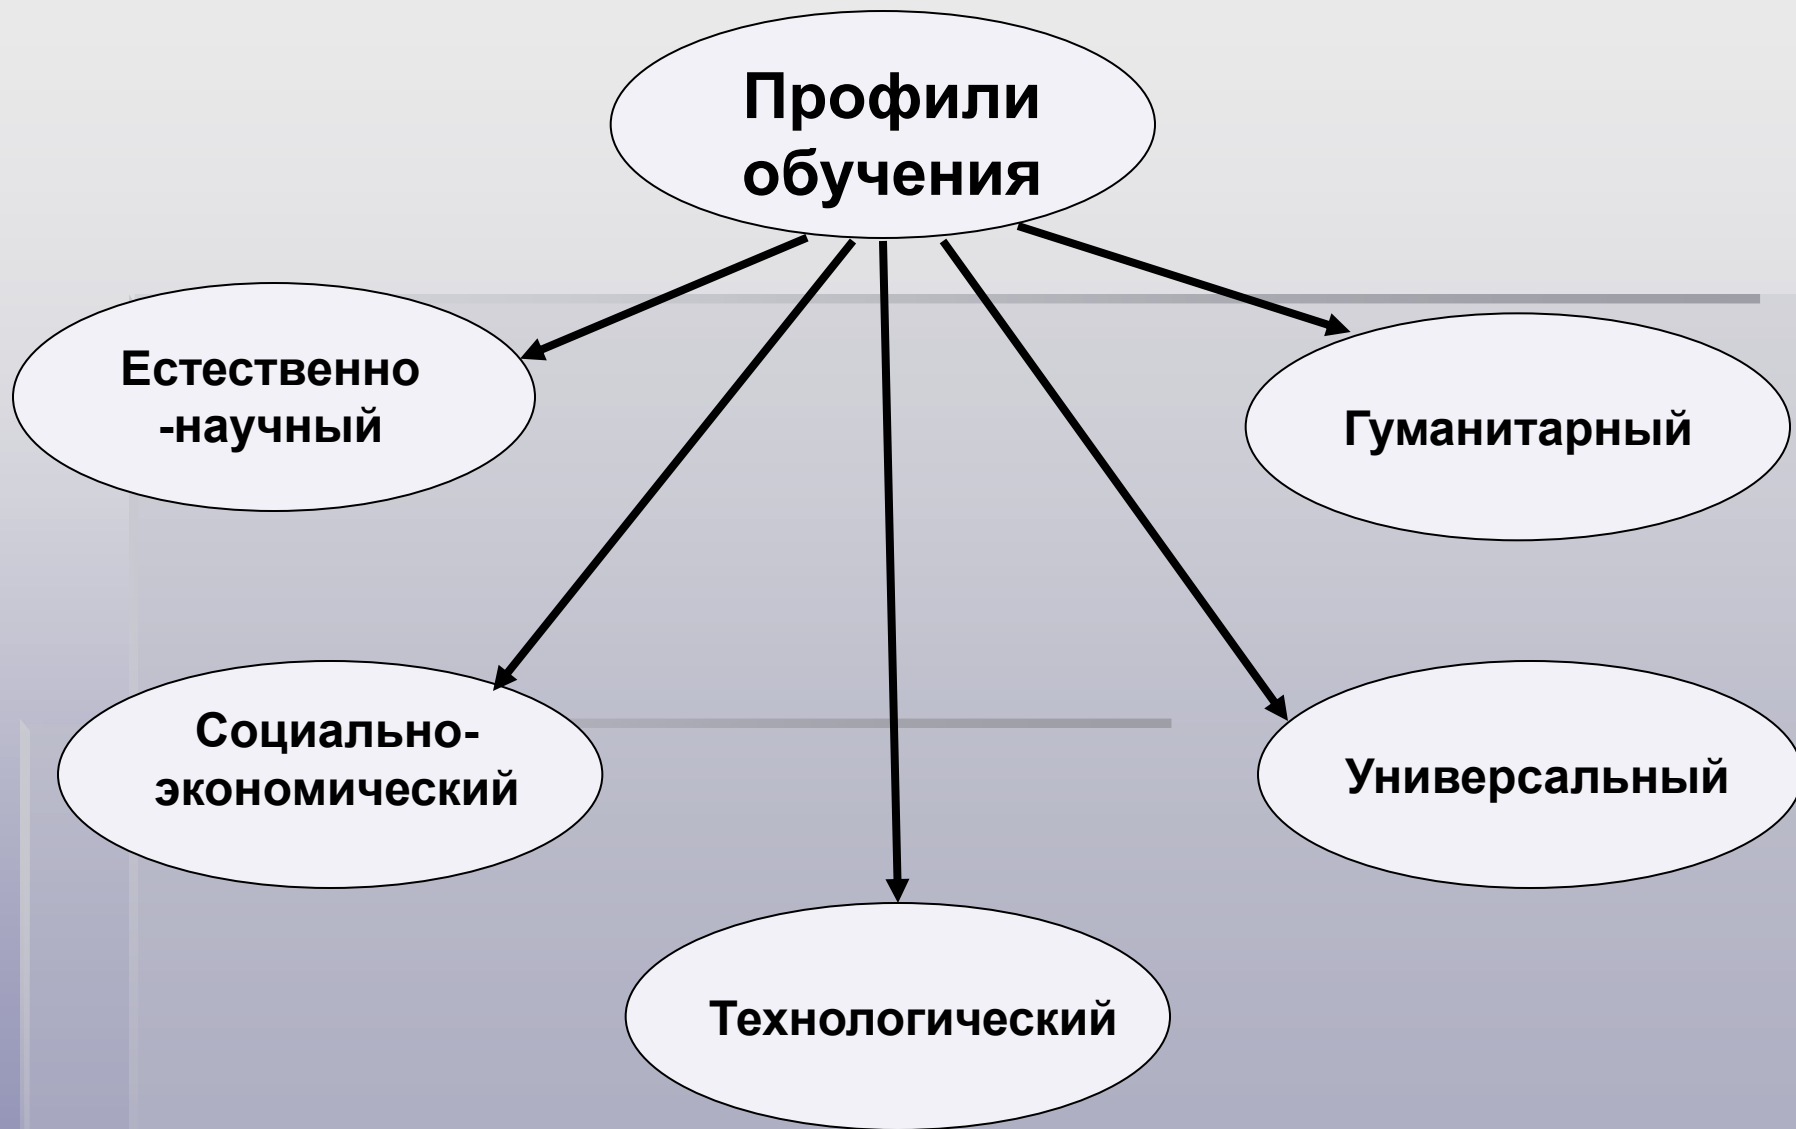 Профили
обучения
Естественно
-научный
Гуманитарный
Социально-
экономический
Универсальный
Технологический